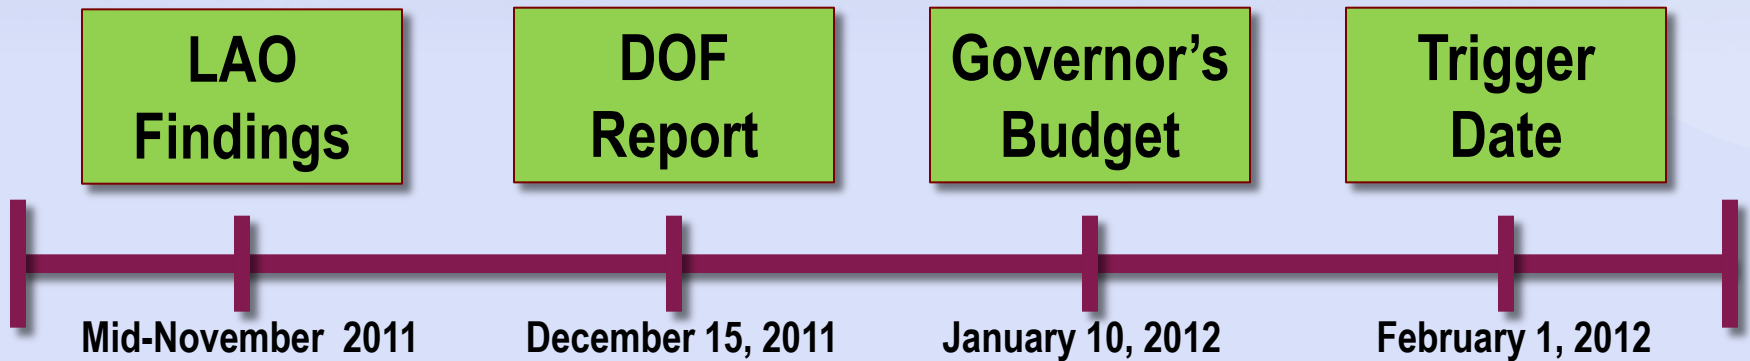 LAO
Findings
DOF
Report
Governor’s
Budget
Trigger
Date
Mid-November  2011
December 15, 2011
January 10, 2012
February 1, 2012